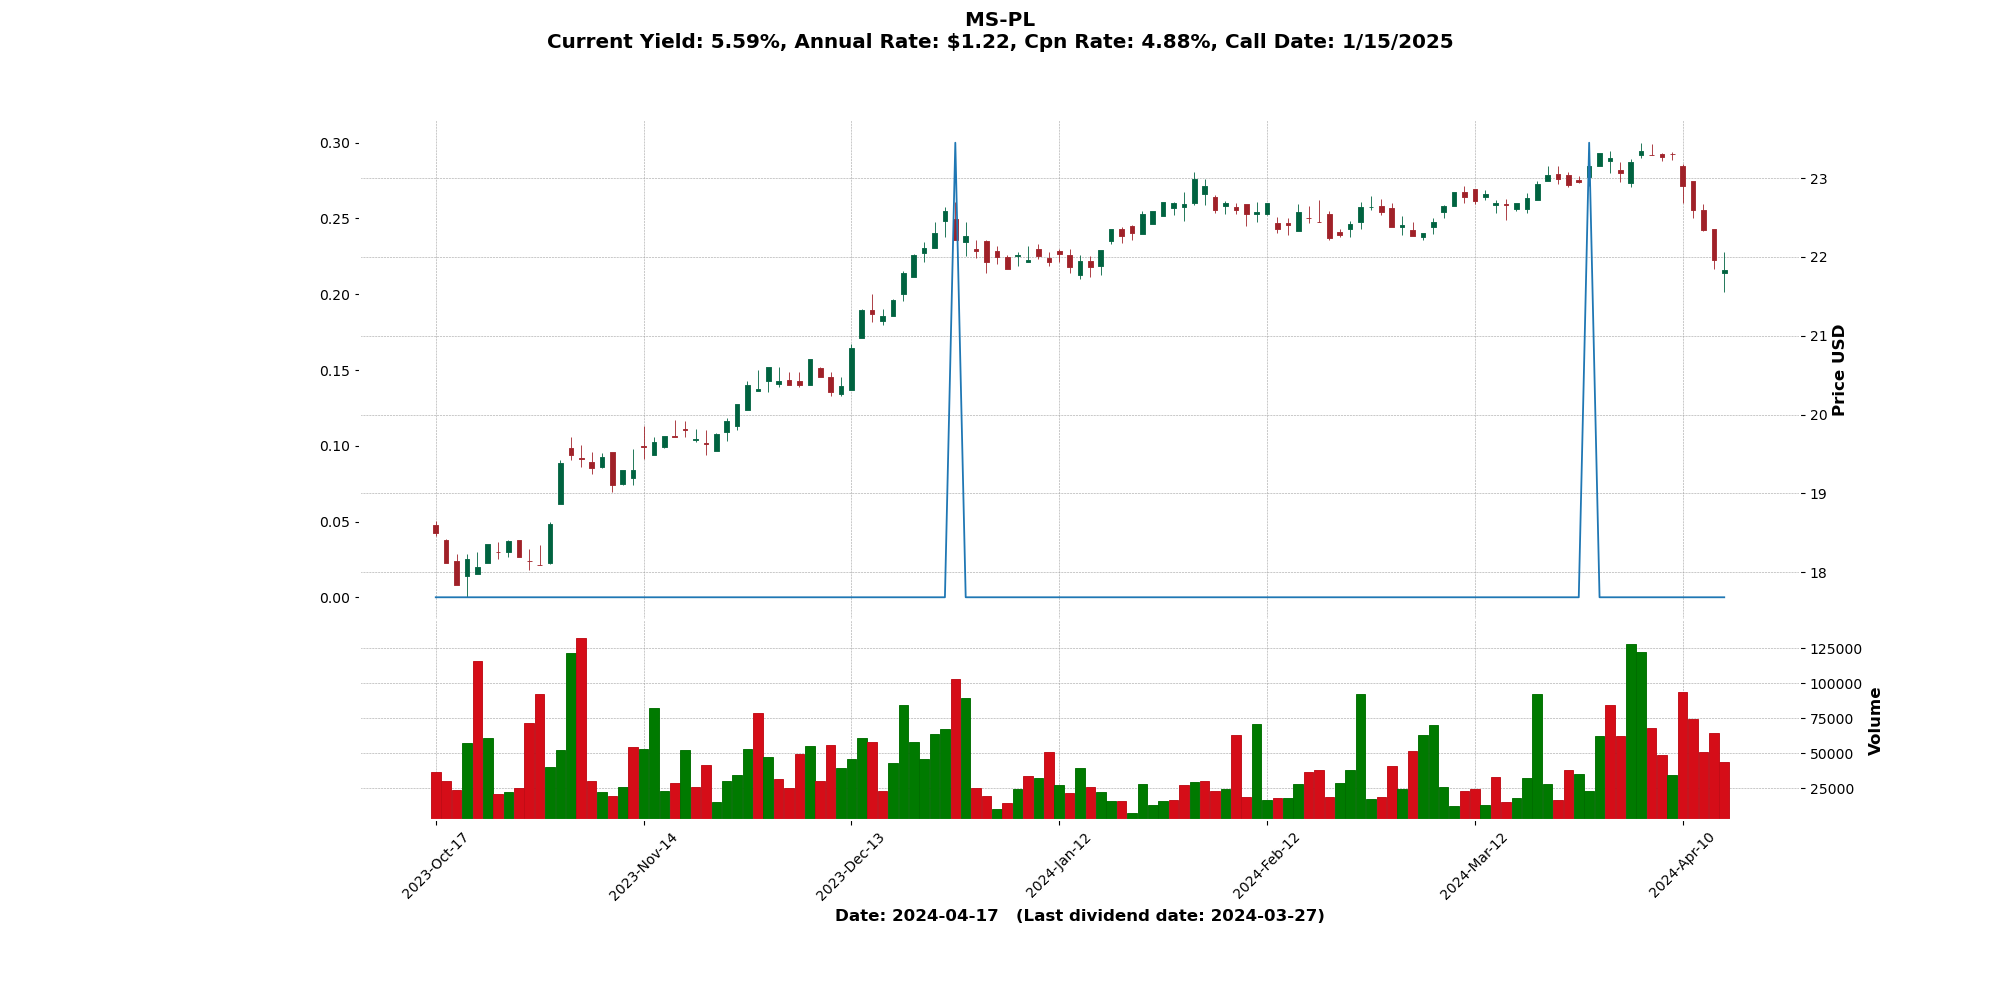 MS-PL
Current Yield: 5.59%, Annual Rate: $1.22, Cpn Rate: 4.88%, Call Date: 1/15/2025
0.30
0.25
0.20
0.15
0.10
0.05
0.00
23
22
21
20
19
18
Price USD
125000
100000
75000
50000
25000
Volume
2023-Oct-17
2023-Nov-14
2023-Dec-13
2024-Jan-12
2024-Feb-12
2024-Mar-12
2024-Apr-10
Date: 2024-04-17 (Last dividend date: 2024-03-27)